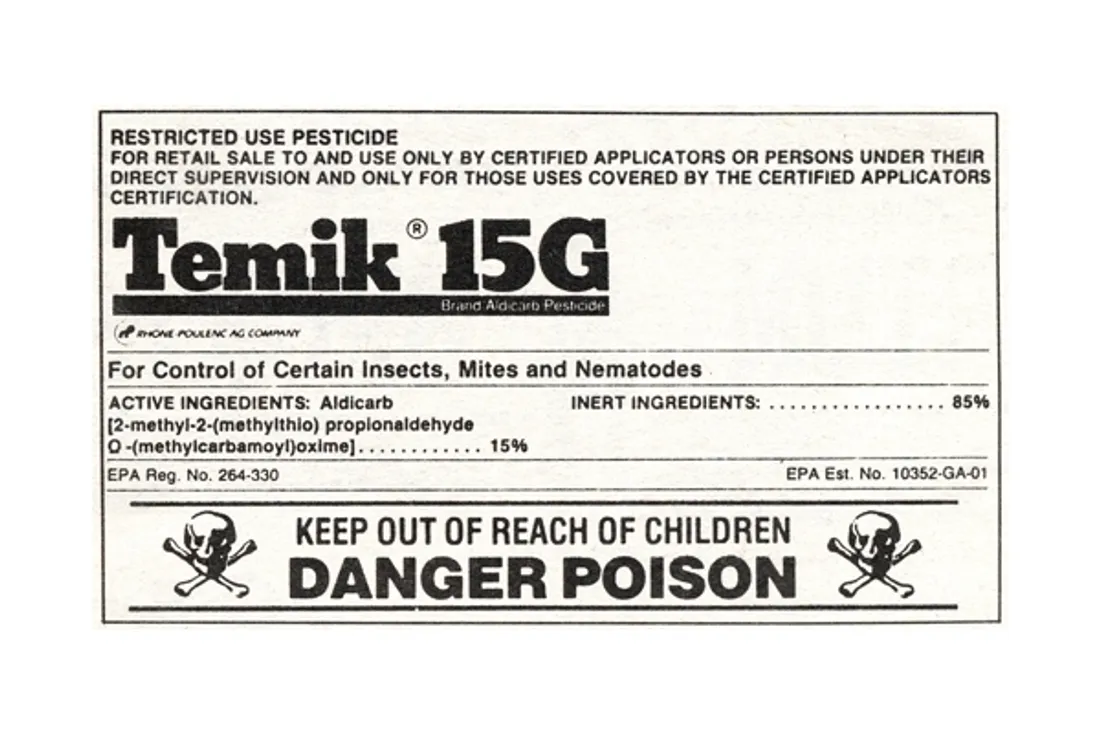 RESTRICTED USE PESTICIDE
FOR RETAIL SALE TO AND USE ONLY BY CERTIFIED APPLICATORS OR PERSONS UNDER THEIR
DIRECT SUPERVISION AND ONLY FOR THOSE USES COVERED BY THE CERTIFIED APPLICATORS
CERTIFICATION.
Temik® 15G
Brand Aldicarb Pesticide
RHONE-POULENC AG COMPANY
For Control of Certain Insects, Mites and Nematodes
ACTIVE INGREDIENTS: Aldicarb
[2-methyl-2-(methylthio) propionaldehyde
O -(methylcarbamoyl)oxime] . . . . . . . . . . . . 15%
INERT INGREDIENTS: . . . . . . . . . . . . . . . . . 85%
EPA Reg. No. 264-330 EPA Est. No. 10352-GA-01
KEEP OUT OF REACH OF CHILDREN
DANGER POISON